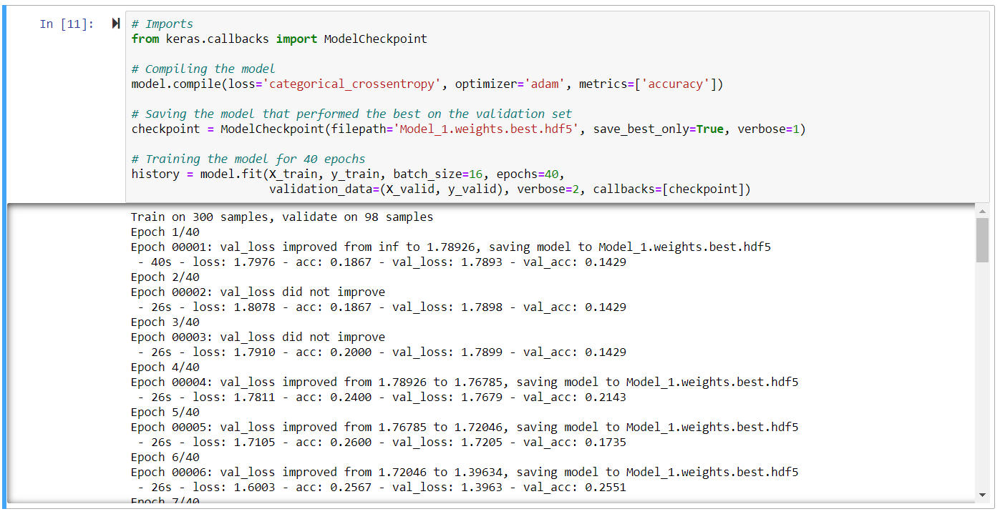 In [11]:
# Imports
from keras.callbacks import ModelCheckpoint
# Compiling the model
model.compile(loss='categorical_crossentropy', optimizer='adam', metrics=['accuracy'])
# Saving the model that performed the best on the validation set
checkpoint = ModelCheckpoint(filepath='Model_1.weights.best.hdf5', save_best_only=True, verbose=1)
# Training the model for 40 epochs
history = model.fit(X_train, y_train, batch_size=16, epochs=40,
                    validation_data=(X_valid, y_valid), verbose=2, callbacks=[checkpoint])
Train on 300 samples, validate on 98 samples
Epoch 1/40
Epoch 00001: val_loss improved from inf to 1.78926, saving model to Model_1.weights.best.hdf5
 - 40s - loss: 1.7976 - acc: 0.1867 - val_loss: 1.7893 - val_acc: 0.1429
Epoch 2/40
Epoch 00002: val_loss did not improve
 - 26s - loss: 1.8078 - acc: 0.1867 - val_loss: 1.7898 - val_acc: 0.1429
Epoch 3/40
Epoch 00003: val_loss did not improve
 - 26s - loss: 1.7910 - acc: 0.2000 - val_loss: 1.7899 - val_acc: 0.1429
Epoch 4/40
Epoch 00004: val_loss improved from 1.78926 to 1.76785, saving model to Model_1.weights.best.hdf5
 - 26s - loss: 1.7811 - acc: 0.2400 - val_loss: 1.7679 - val_acc: 0.2143
Epoch 5/40
Epoch 00005: val_loss improved from 1.76785 to 1.72046, saving model to Model_1.weights.best.hdf5
 - 26s - loss: 1.7105 - acc: 0.2600 - val_loss: 1.7205 - val_acc: 0.1735
Epoch 6/40
Epoch 00006: val_loss improved from 1.72046 to 1.39634, saving model to Model_1.weights.best.hdf5
 - 26s - loss: 1.6003 - acc: 0.2567 - val_loss: 1.3963 - val_acc: 0.2551
Epoch 7/40